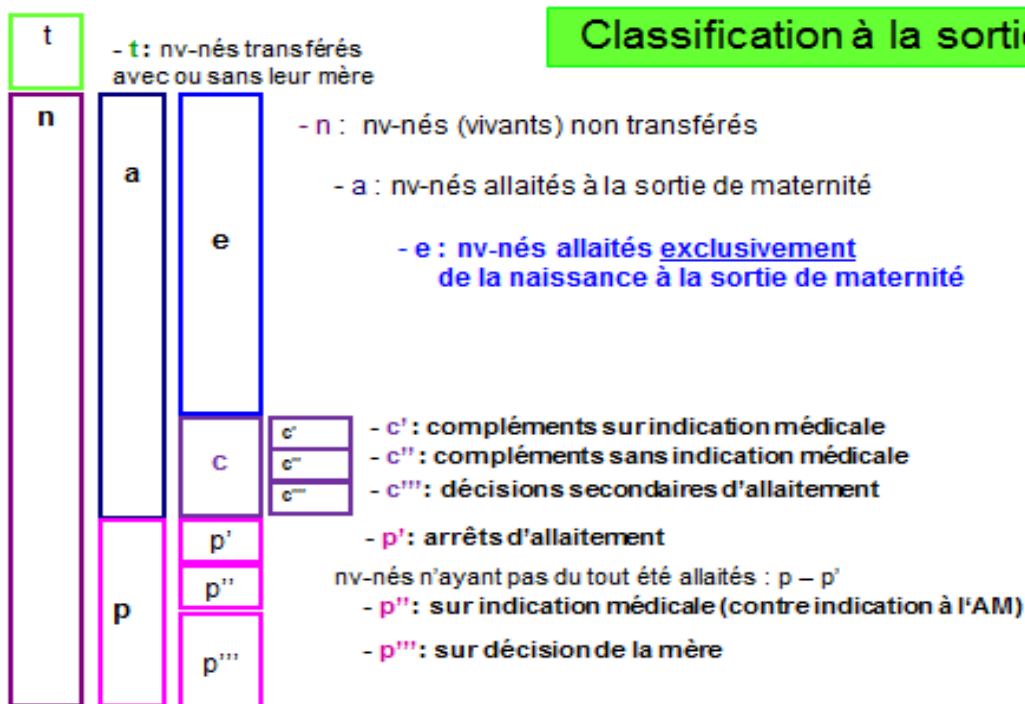 Classification à la sortie
t
- t : nv-nés transférés
avec ou sans leur mère
n
a
e
- n : nv-nés (vivants) non transférés
- a : nv-nés allaités à la sortie de maternité
- e : nv-nés allaités exclusivement
de la naissance à la sortie de maternité
c
c'
c''
c'''
- c' : compléments sur indication médicale
- c'' : compléments sans indication médicale
- c''' : décisions secondaires d'allaitement
p
p'
p''
p'''
- p' : arrêts d'allaitement
nv-nés n'ayant pas du tout été allaités : p – p'
- p'' : sur indication médicale (contre indication à l'AM)
- p''' : sur décision de la mère